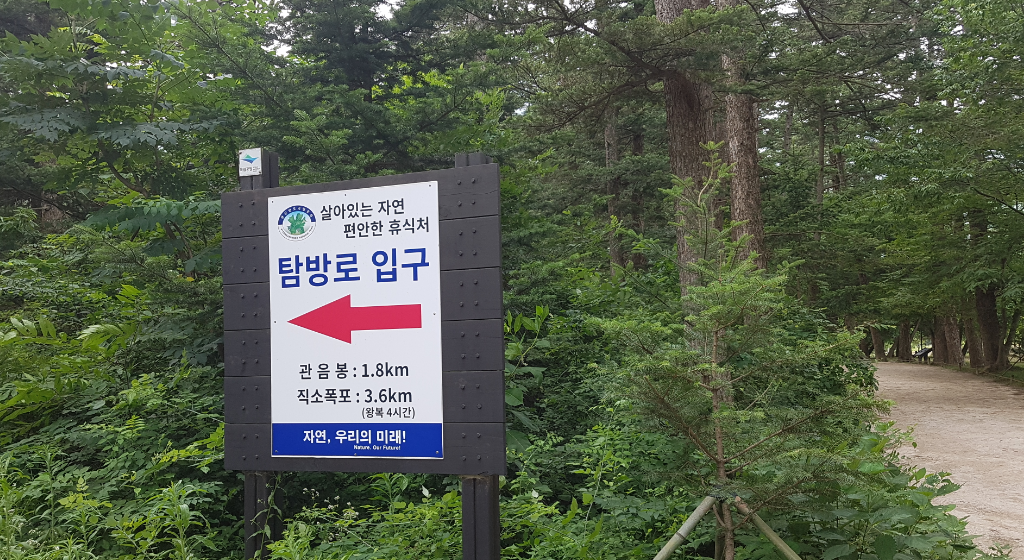 살아있는 자연
편안한 휴식처
탐방로 입구
관 음 봉 : 1.8km
직소폭포 : 3.6km
(왕복 4시간)
자연, 우리의 미래!
Nature. Our Future!